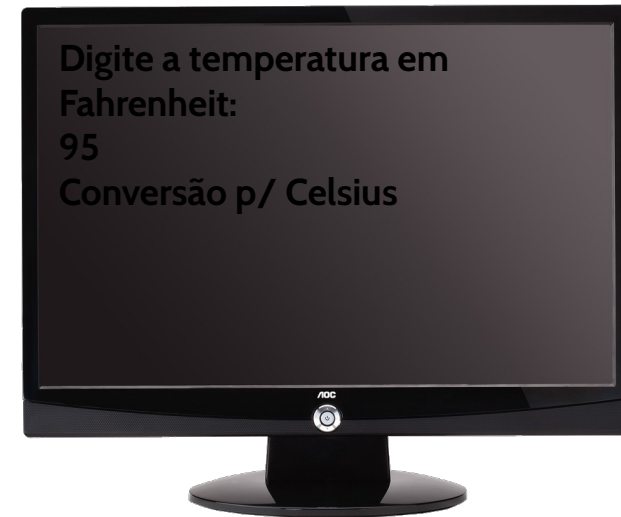 Digite a temperatura em
Fahrenheit:
95
Conversão p/ Celsius
AOC